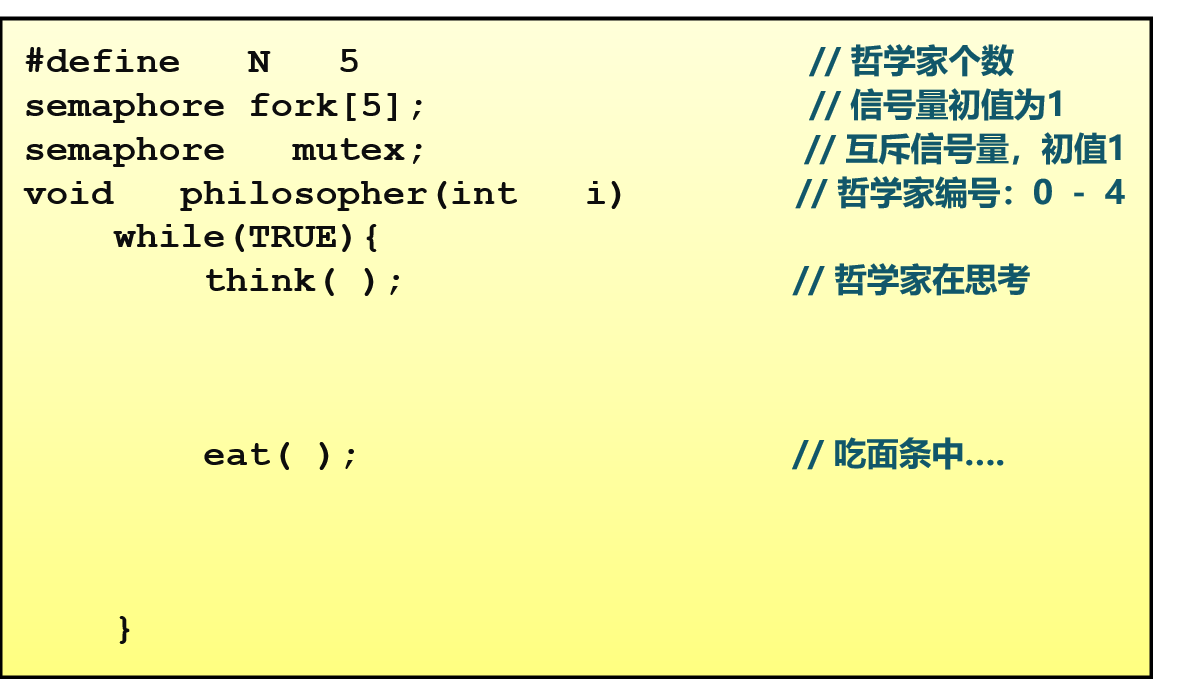 #define   N   5   // 哲学家个数
semaphore fork[5];   // 信号量初值为1
semaphore   mutex;   // 互斥信号量，初值1
void   philosopher(int   i)   // 哲学家编号：0 - 4
while(TRUE){
think( );   // 哲学家在思考
eat( );   // 吃面条中....
}